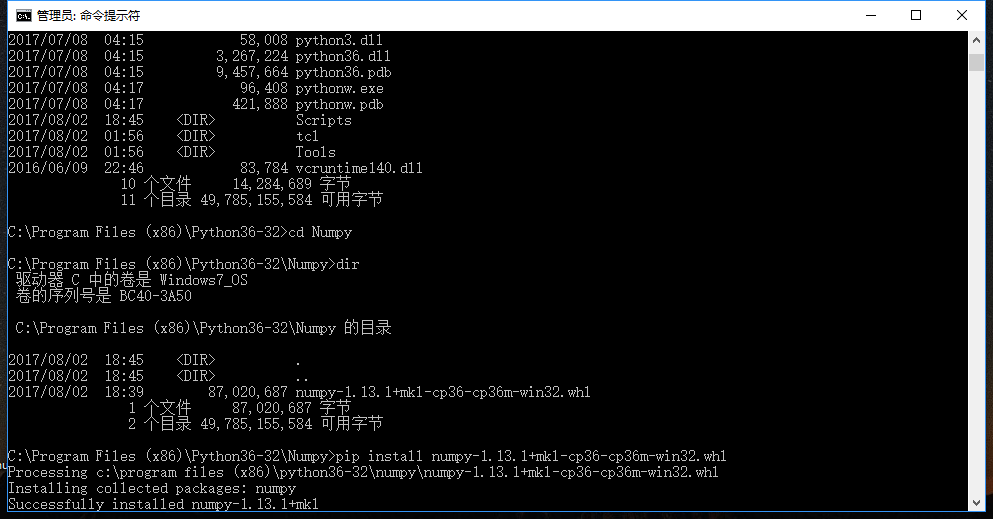 管理员: 命令提示符
2017/07/08  04:15            58,008 python3.dll
2017/07/08  04:15         3,267,224 python36.dll
2017/07/08  04:15         9,457,664 python36.pdb
2017/07/08  04:17            96,408 pythonw.exe
2017/07/08  04:17           421,888 pythonw.pdb
2017/08/02  18:45    <DIR>          Scripts
2017/08/02  01:56    <DIR>          tcl
2017/08/02  01:56    <DIR>          Tools
2016/06/09  22:46            83,784 vcruntime140.dll
10 个文件     14,284,689 字节
11 个目录 49,785,155,584 可用字节
C:\Program Files (x86)\Python36-32>cd Numpy
C:\Program Files (x86)\Python36-32\Numpy>dir
驱动器 C 中的卷是 Windows7_OS
卷的序列号是 BC40-3A50
C:\Program Files (x86)\Python36-32\Numpy 的目录
2017/08/02  18:45    <DIR>          .
2017/08/02  18:45    <DIR>          ..
2017/08/02  18:39        87,020,687 numpy-1.13.1+mkl-cp36-cp36m-win32.whl
1 个文件     87,020,687 字节
2 个目录 49,785,155,584 可用字节
C:\Program Files (x86)\Python36-32\Numpy>pip install numpy-1.13.1+mkl-cp36-cp36m-win32.whl
Processing c:\program files (x86)\python36-32\numpy\numpy-1.13.1+mkl-cp36-cp36m-win32.whl
Installing collected packages: numpy
Successfully installed numpy-1.13.1+mkl